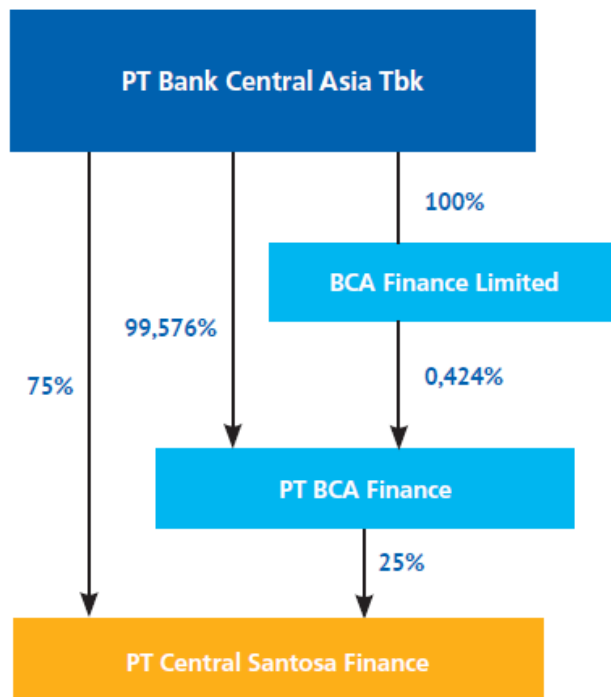 PT Bank Central Asia Tbk
100%
BCA Finance Limited
99,576%
75%
0,424%
PT BCA Finance
25%
PT Central Santosa Finance